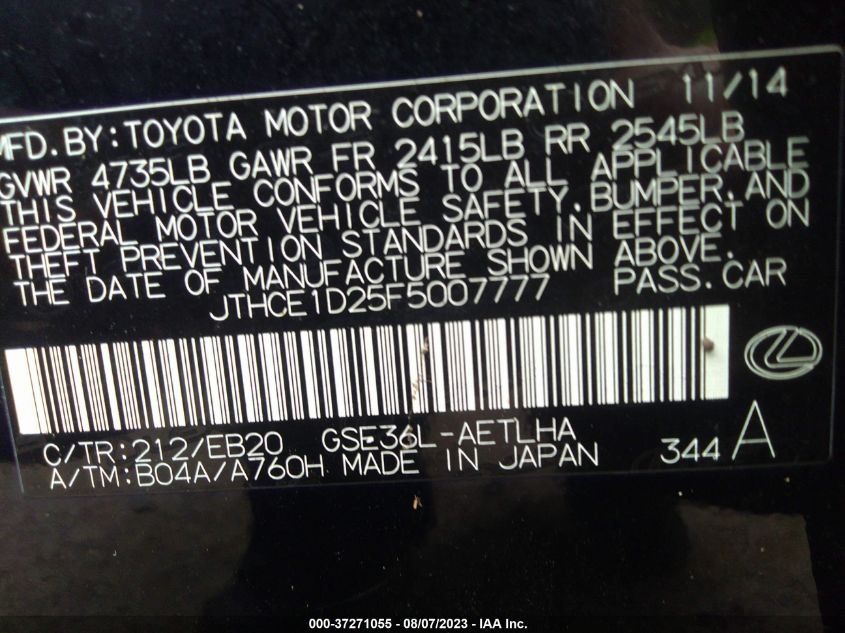 MFD.BY:TOYOTA MOTOR CORPORATION 11/14
GVWR 4735LB GAWR FR 2415LB RR 2545LB
THIS VEHICLE CONFORMS TO ALL APPLICABLE
FEDERAL MOTOR VEHICLE SAFETY,BUMPER,AND
THEFT PREVENTION STANDARDS IN EFFECT ON
THE DATE OF MANUFACTURE SHOWN ABOVE.
JTHCE1D25F5007777 PASS.CAR
C/TR:212/EB20 GSE36L-AETLHA
A/TM:B04A/A760H MADE IN JAPAN 344 A
000-37271055 - 08/07/2023 - IAA Inc.